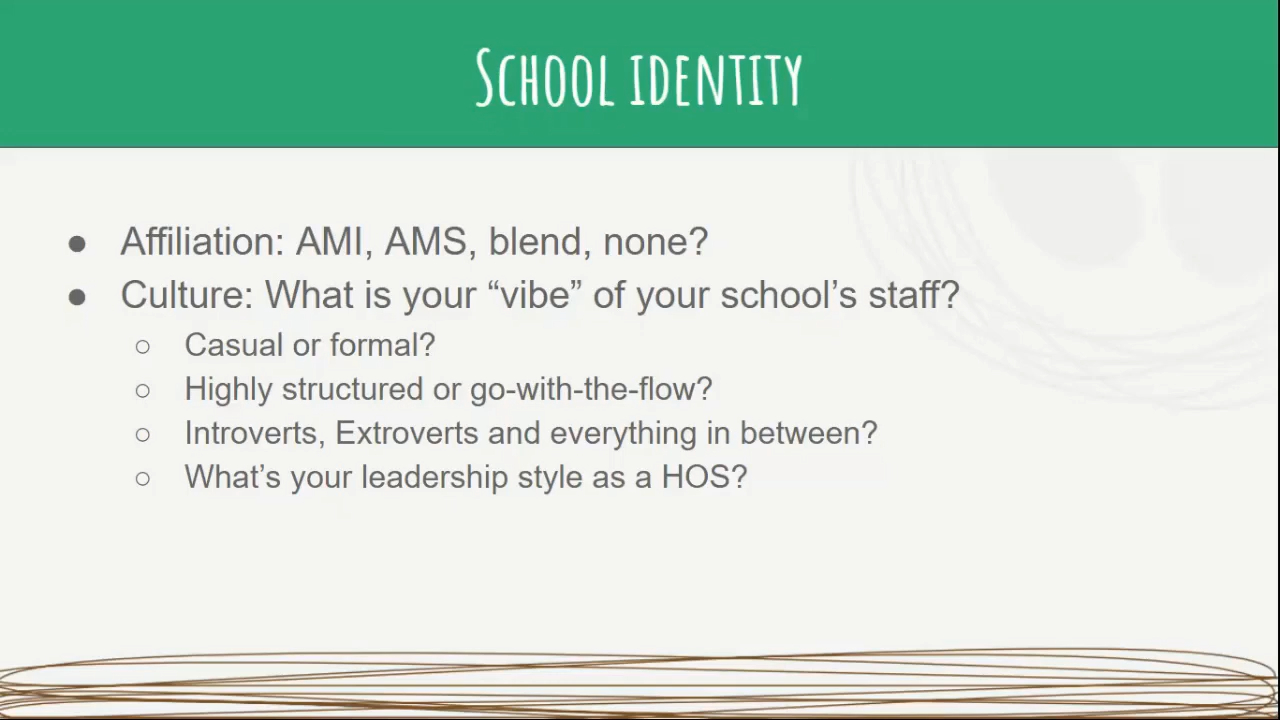 School identity
● Affiliation: AMI, AMS, blend, none?
● Culture: What is your “vibe” of your school’s staff?
○ Casual or formal?
○ Highly structured or go-with-the-flow?
○ Introverts, Extroverts and everything in between?
○ What’s your leadership style as a HOS?